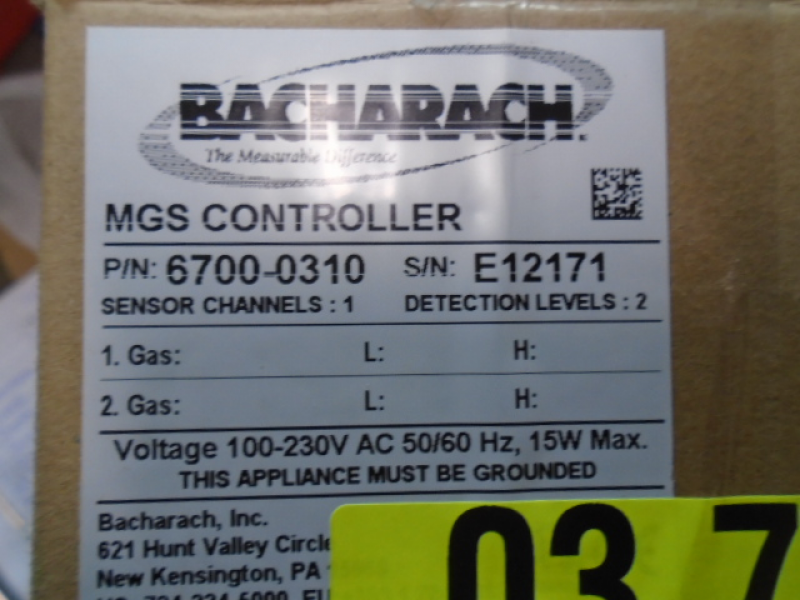 BACHARACH.
The Measurable Difference
MGS CONTROLLER
P/N: 6700-0310 S/N: E12171
SENSOR CHANNELS : 1 DETECTION LEVELS : 2
1. Gas: L: H:
2. Gas: L: H:
Voltage 100-230V AC 50/60 Hz, 15W Max.
THIS APPLIANCE MUST BE GROUNDED
Bacharach, Inc.
621 Hunt Valley Circle
New Kensington, PA
03 7